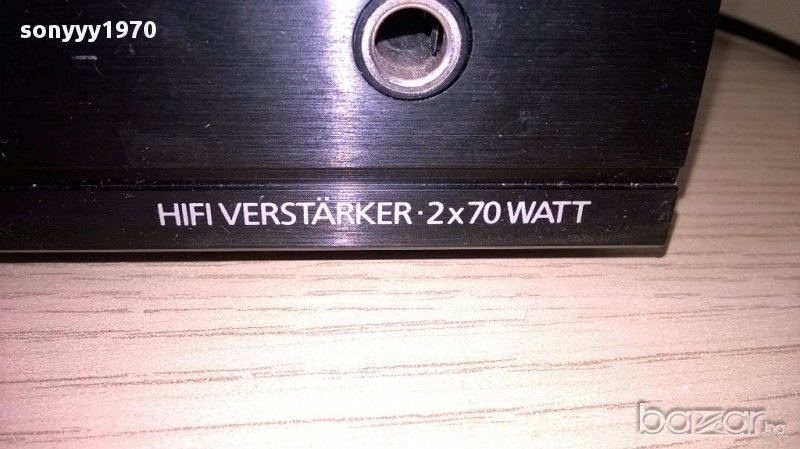 sonyyy1970
HIFI VERSTÄRKER·2x70 WATT
bazar.bg